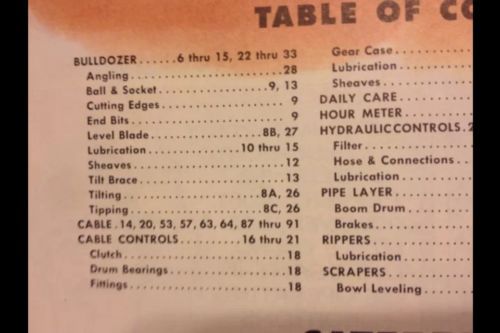 TABLE OF CO
BULLDOZER......6 thru 15, 22 thru 33
Angling........................28
Ball & Socket.................9, 13
Cutting Edges....................9
End Bits.........................9
Level Blade..................8B, 27
Lubrication..............10 thru 15
Sheaves.........................12
Tilt Brace......................13
Tilting......................8A, 26
Tipping......................8C, 26
CABLE.14, 20, 53, 57, 63, 64, 87 thru 91
CABLE CONTROLS..........16 thru 21
Clutch..........................18
Drum Bearings...................18
Fittings........................18
Gear Case.............
Lubrication...........
Sheaves...............
DAILY CARE............
HOUR METER............
HYDRAULIC CONTROLS.2
Filter................
Hose & Connections....
Lubrication...........
PIPE LAYER............
Boom Drum.............
Brakes................
RIPPERS...............
Lubrication...........
SCRAPERS..............
Bowl Leveling.........